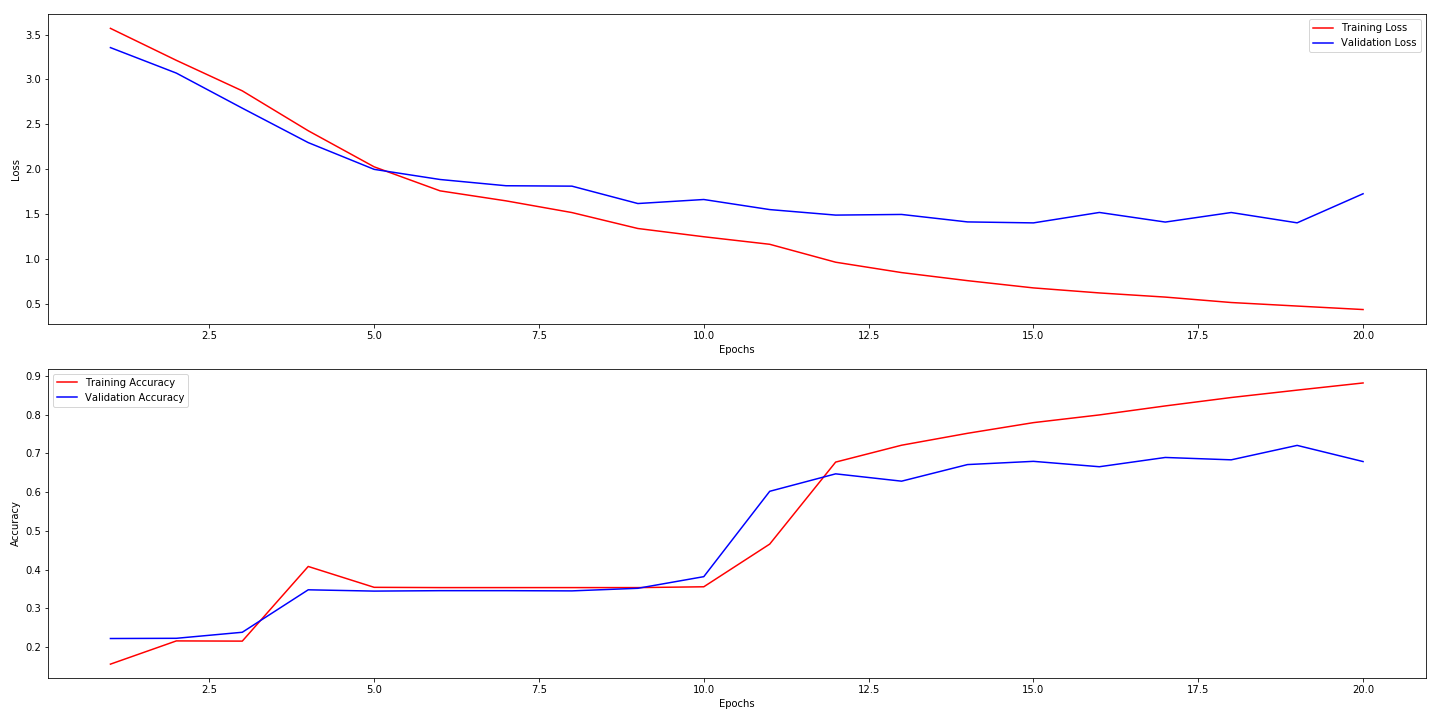 3.5
3.0
2.5
2.0
1.5
1.0
0.5
Loss
Training Loss
Validation Loss
2.5 5.0 7.5 10.0 12.5 15.0 17.5 20.0
Epochs
0.9
0.8
0.7
0.6
0.5
0.4
0.3
0.2
Accuracy
Training Accuracy
Validation Accuracy
2.5 5.0 7.5 10.0 12.5 15.0 17.5 20.0
Epochs